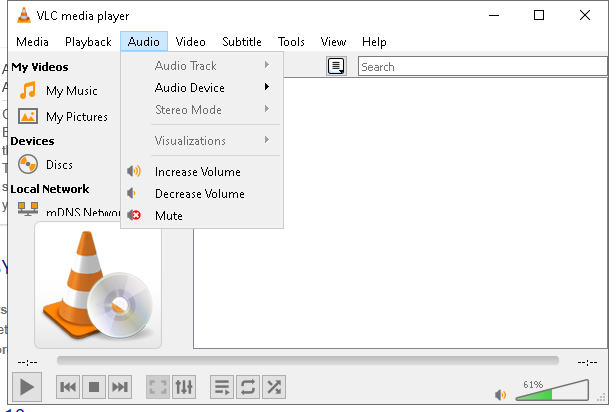 VLC media player
Media Playback Audio Video Subtitle Tools View Help
My Videos
My Music
My Pictures
Devices
Discs
Local Network
mDNS Networ
Audio Track
Audio Device
Stereo Mode
Visualizations
Increase Volume
Decrease Volume
Mute
Search
--:-- --:--
61%